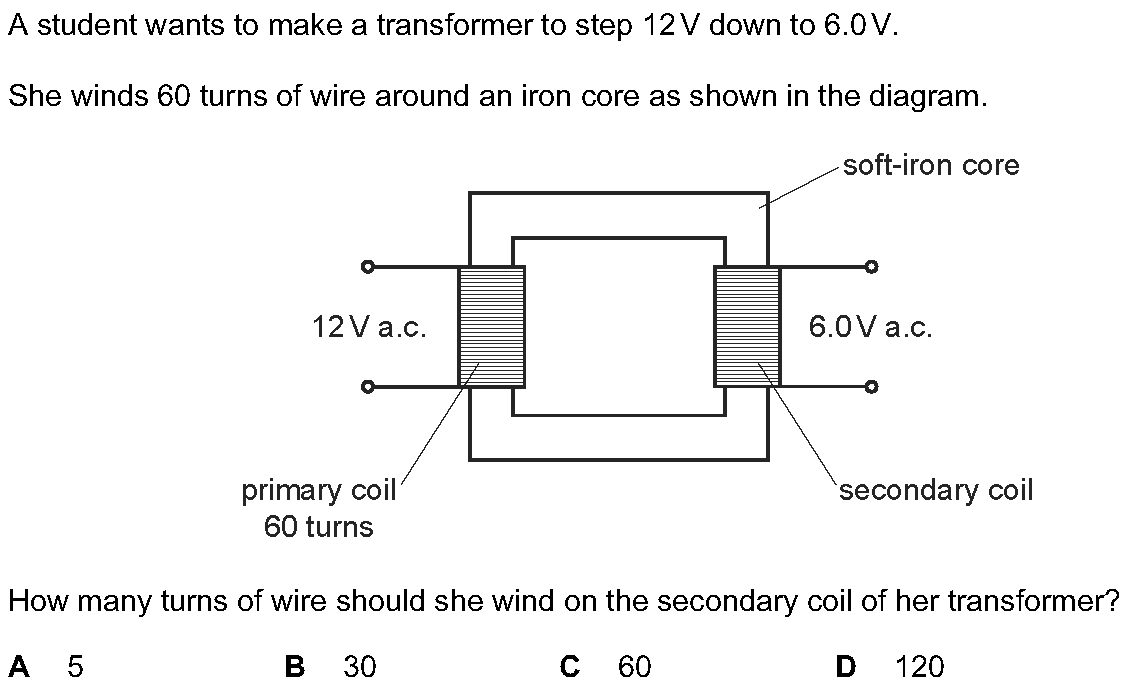 A student wants to make a transformer to step 12 V down to 6.0 V.
She winds 60 turns of wire around an iron core as shown in the diagram.
soft-iron core
12 V a.c.
6.0 V a.c.
primary coil
60 turns
secondary coil
How many turns of wire should she wind on the secondary coil of her transformer?
A 5 B 30 C 60 D 120